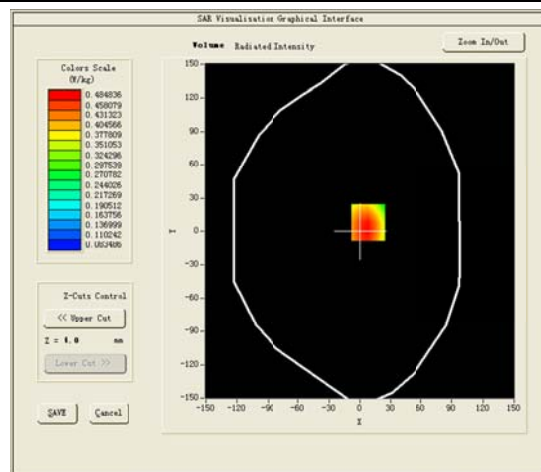 SAR Visualisation Graphical Interface
Volume Radiated Intensity
Zoom In/Out
Colors Scale
(W/kg)
0.484836
0.458079
0.431323
0.404566
0.377809
0.351053
0.324296
0.297539
0.270782
0.244026
0.217269
0.190512
0.163756
0.136999
0.110242
0.083486
Z-Cuts Control
<< Upper Cut
Z = 4.0 mm
Lower Cut >>
SAVE
Cancel
150
120
90
60
30
0
-30
-60
-90
-120
-150
Y
-150 -120 -90 -60 -30 0 30 60 90 120 150
X